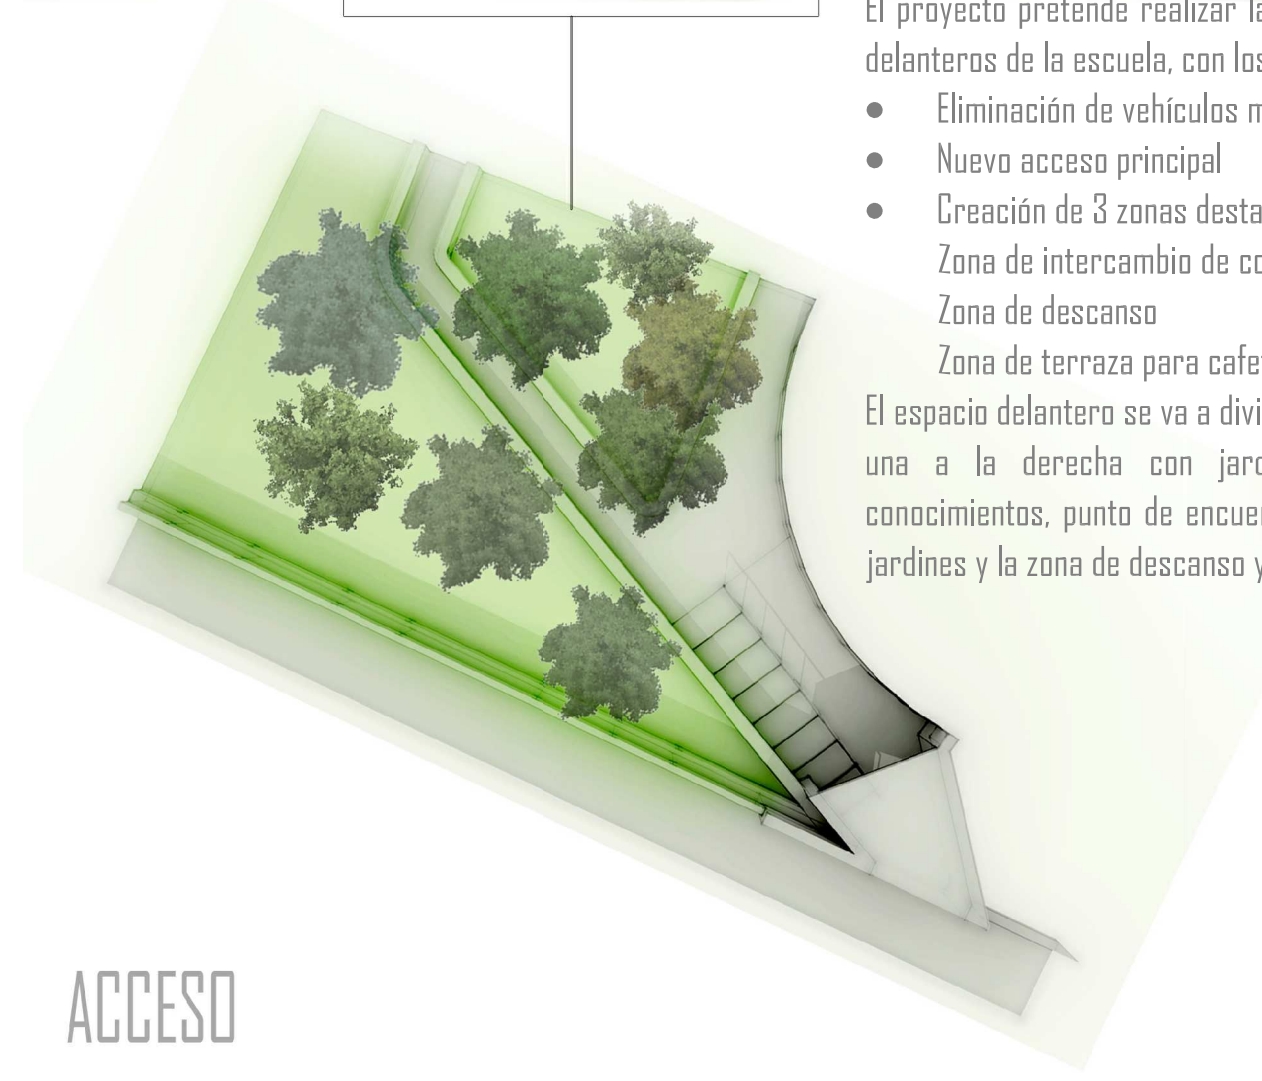 El proyecto pretende realizar la
delanteros de la escuela, con los
● Eliminación de vehículos
● Nuevo acceso principal
● Creación de 3 zonas
Zona de intercambio de
Zona de descanso
Zona de terraza para
El espacio delantero se va a
una a la derecha con
conocimientos, punto de
jardines y la zona de descanso y
ACCESO